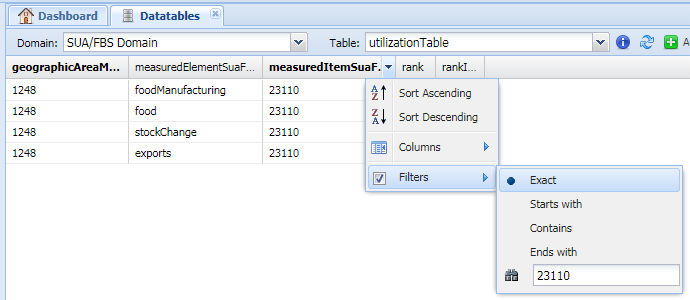 Dashboard Datatables
Domain: SUA/FBS Domain Table: utilizationTable A
geographicAreaM... measuredElementSuaF... measuredItemSuaF... rank rankI...
1248 foodManufacturing 23110
1248 food 23110
1248 stockChange 23110
1248 exports 23110
Sort Ascending
Sort Descending
Columns
Filters
Exact
Starts with
Contains
Ends with
23110